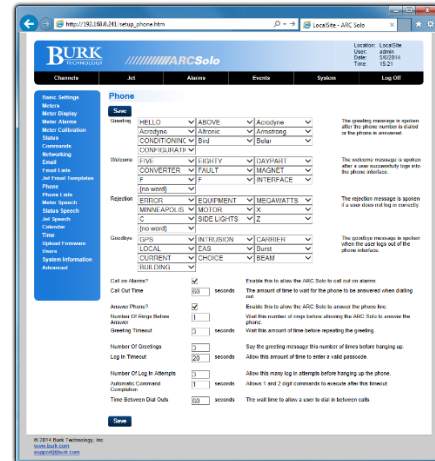 http://192.168.0.241/setup_phone.htm
LocalSite - ARC Solo
BURK
TECHNOLOGY
ARCSolo
Location: LocalSite
User: admin
Date: 5/6/2014
Time: 15:21
Channels Jet Alarms Events System Log Off
Basic Settings
Meters
Meter Display
Meter Alarms
Meter Calibration
Status
Commands
Networking
Email
Email Lists
Jet Email Templates
Phone
Phone Lists
Meter Speech
Status Speech
Jet Speech
Calendar
Time
Upload Firmware
Users
System Information
Advanced
Phone
Save
Greeting
HELLO ABOVE Acrodyne
Acrodyne Altronic Armstrong
CONDITIONING Bird Belar
CONFIGURATI
The greeting message is spoken
after the phone number is dialed
or the phone is answered.
Welcome
FIVE EIGHTY DAYPART
CONVERTER FAULT MAGNET
F F INTERFACE
[no word]
The welcome message is spoken
after a user successfully logs into
the phone interface.
Rejection
ERROR EQUIPMENT MEGAWATTS
MINNEAPOLIS MOTOR X
C SIDE LIGHTS Z
[no word]
The rejection message is spoken
if a user does not log in correctly.
Goodbye
GPS INTRUSION CARRIER
LOCAL EAS Burst
CURRENT CHOICE BEAM
BUILDING
The goodbye message is spoken
when the user logs out of the
phone interface.
Call on Alarms? Enable this to allow the ARC Solo to call out on alarms
Call Out Time 60 seconds The amount of time to wait for the phone to be answered when dialing
out.
Answer Phone? Enable this to allow the ARC Solo to answer the phone line.
Number Of Rings Before
Answer
1
Wait this number of rings before allowing the ARC Solo to answer the
phone.
Greeting Timeout 3 seconds Wait this amount of time before repeating the greeting.
Number Of Greetings 3 Say the greeting message this number of times before hanging up.
Log In Timeout 20 seconds Allow this amount of time to enter a valid passcode.
Number Of Log In Attempts 3 Allow this many log in attempts before hanging up the phone.
Automatic Command
Completion
1 seconds Allows 1 and 2 digit commands to execute after this timeout.
Time Between Dial Outs 60 seconds The wait time to allow a user to dial in between calls
Save
© 2014 Burk Technology, Inc.
www.burk.com
support@burk.com